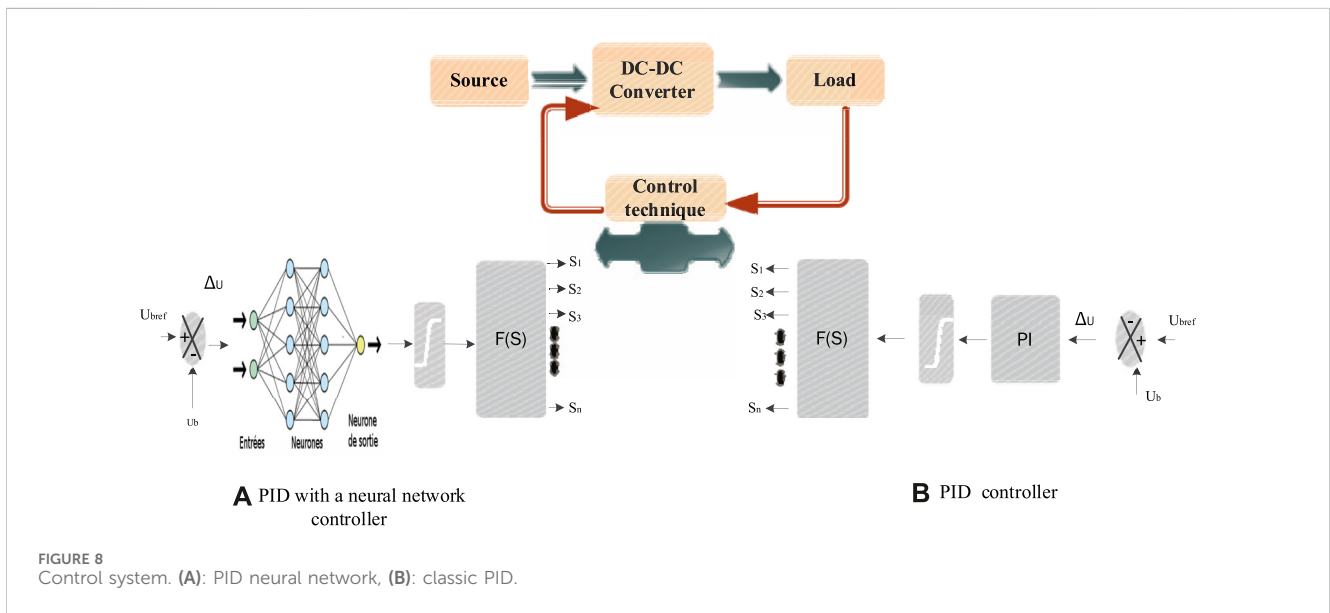 Source
DC-DC
Converter
Load
Control
technique
ΔU
Ubref
+
-
Ub
Entrées
Neurones
Neurone
de sortie
F(S)
S1
S2
S3
Sn
S1
S2
S3
Sn
F(S)
PI
ΔU
-
+
Ubref
Ub
A PID with a neural network
controller
B PID controller
FIGURE 8
Control system. (A): PID neural network, (B): classic PID.